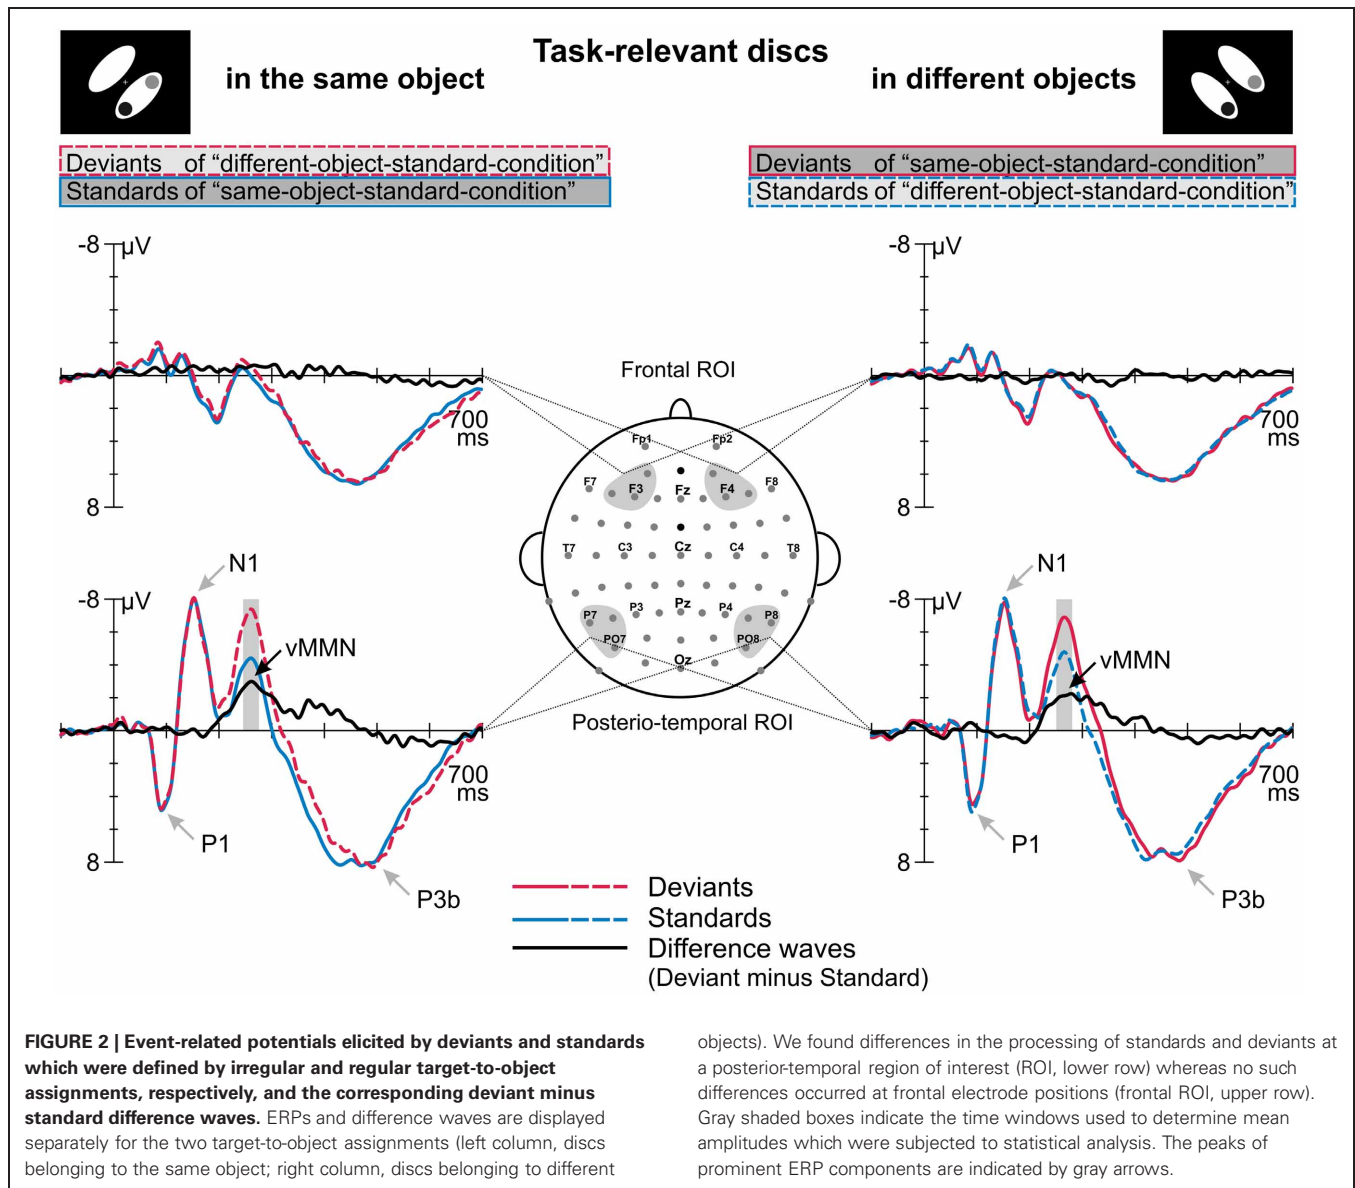 Task-relevant discs
in the same object
in different objects
Deviants of “different-object-standard-condition”
Standards of “same-object-standard-condition”
Deviants of “same-object-standard-condition”
Standards of “different-object-standard-condition”
-8 µV
8
700
ms
-8 µV
8
700
ms
Frontal ROI
Fp1 Fp2
F7 F3 Fz F4 F8
T7 C3 Cz C4 T8
P7 P3 Pz P4 P8
PO7 PO8
Oz
Posterio-temporal ROI
-8 µV
N1
vMMN
8
P1
P3b
700
ms
-8 µV
N1
vMMN
P1
8
P3b
700
ms
Deviants
Standards
Difference waves
(Deviant minus Standard)
FIGURE 2 | Event-related potentials elicited by deviants and standards
which were defined by irregular and regular target-to-object
assignments, respectively, and the corresponding deviant minus
standard difference waves. ERPs and difference waves are displayed
separately for the two target-to-object assignments (left column, discs
belonging to the same object; right column, discs belonging to different
objects). We found differences in the processing of standards and deviants at
a posterior-temporal region of interest (ROI, lower row) whereas no such
differences occurred at frontal electrode positions (frontal ROI, upper row).
Gray shaded boxes indicate the time windows used to determine mean
amplitudes which were subjected to statistical analysis. The peaks of
prominent ERP components are indicated by gray arrows.